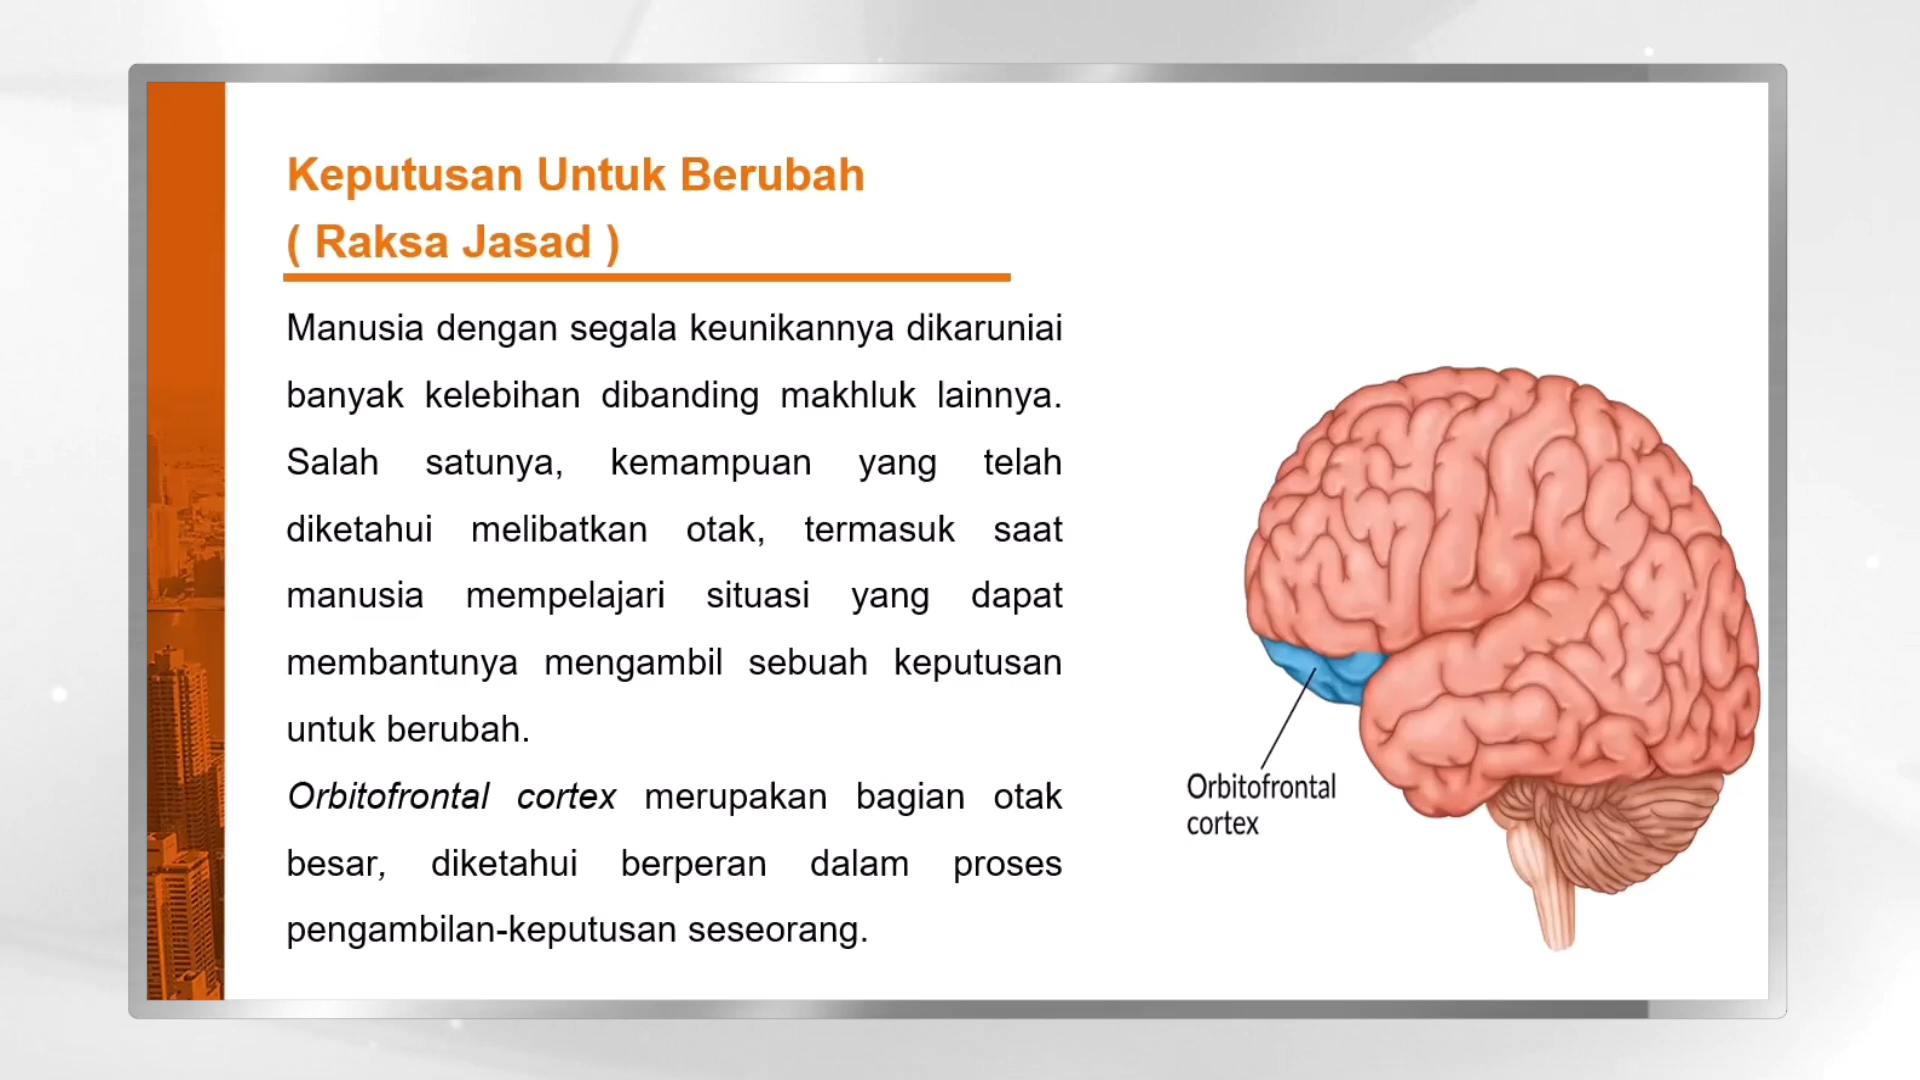 Keputusan Untuk Berubah
( Raksa Jasad )
Manusia dengan segala keunikannya dikaruniai
banyak kelebihan dibanding makhluk lainnya.
Salah satunya, kemampuan yang telah
diketahui melibatkan otak, termasuk saat
manusia mempelajari situasi yang dapat
membantunya mengambil sebuah keputusan
untuk berubah.
Orbitofrontal cortex merupakan bagian otak
besar, diketahui berperan dalam proses
pengambilan-keputusan seseorang.
Orbitofrontal
cortex